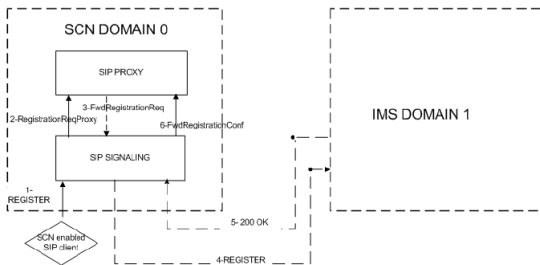 SCN DOMAIN 0
SIP PROXY
3-FwdRegistrationReq
2-RegistrationReqProxy
6-FwdRegistrationConf
SIP SIGNALING
1-
REGISTER
SCN enabled
SIP client
IMS DOMAIN 1
5- 200 OK
4-REGISTER